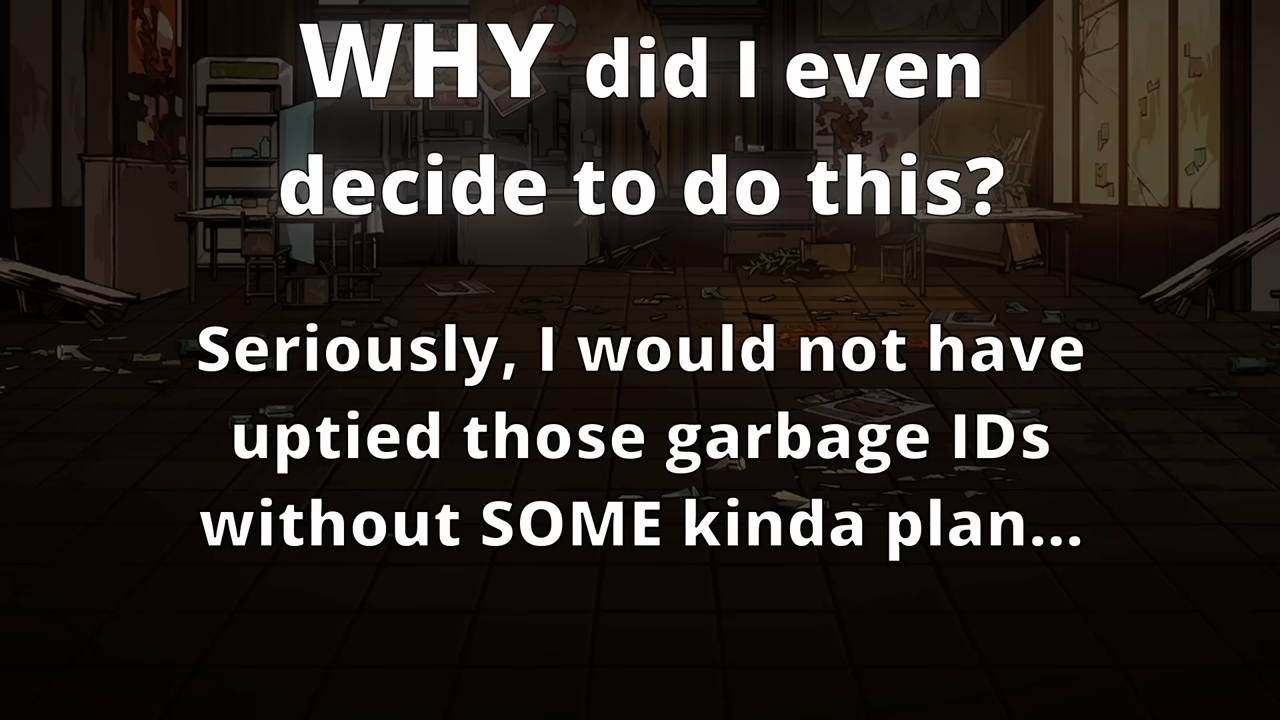 WHY did I even
decide to do this?
Seriously, I would not have
uptied those garbage IDs
without SOME kinda plan...